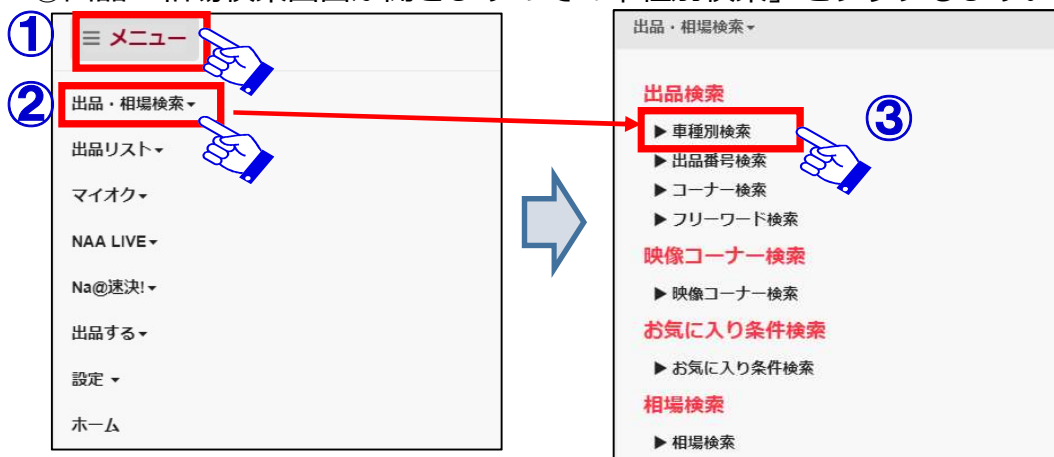 ① ≡ メニュー
② 出品・相場検索▾
出品リスト▾
マイオク▾
NAA LIVE▾
Na@速決!▾
出品する▾
設定 ▾
ホーム
出品・相場検索▾
出品検索
▶ 車種別検索 ③
▶ 出品番号検索
▶ コーナー検索
▶ フリーワード検索
映像コーナー検索
▶ 映像コーナー検索
お気に入り条件検索
▶ お気に入り条件検索
相場検索
▶ 相場検索